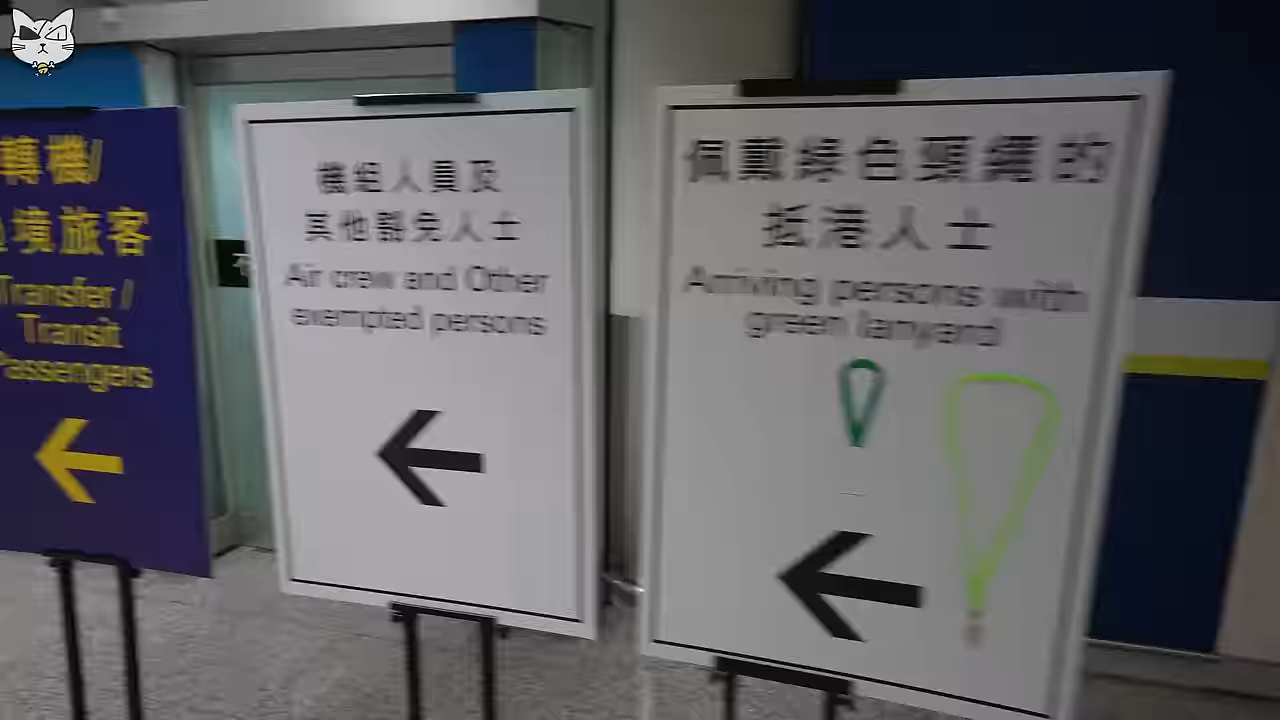 轉機/
境旅客
Transfer /
Transit
Passengers
機組人員及
其他豁免人士
Air crew and Other
exempted persons
佩戴綠色頸繩的
抵港人士
Arriving persons with
green lanyard